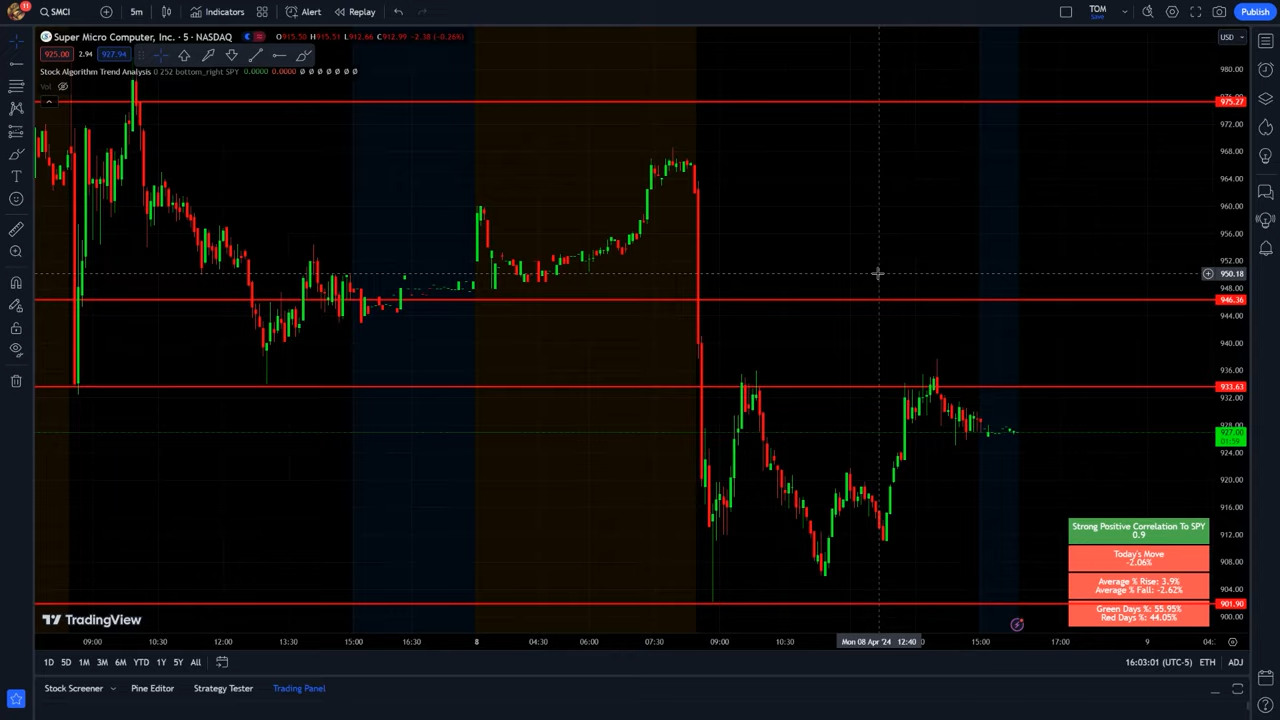 11
SMCI
5m
Indicators
Alert
Replay
TOM
Save
Publish
Super Micro Computer, Inc. · 5 · NASDAQ
O915.50 H915.51 L912.66 C912.99 -2.38 (-0.26%)
USD
925.00
2.94
927.94
Stock Algorithm Trend Analysis 0 252 bottom_right SPY 0.0000 0.0000 Ø Ø Ø Ø Ø Ø Ø
Vol
980.00
975.27
972.00
968.00
964.00
960.00
956.00
952.00
950.18
948.00
946.36
944.00
940.00
936.00
933.63
932.00
927.00
01:59
924.00
920.00
916.00
912.00
908.00
904.00
901.90
900.00
Strong Positive Correlation To SPY
0.9
Today's Move
-2.06%
Average % Rise: 3.9%
Average % Fall: -2.62%
Green Days %: 55.95%
Red Days %: 44.05%
TradingView
09:00
10:30
12:00
13:30
15:00
16:30
8
04:30
06:00
07:30
09:00
10:30
Mon 08 Apr '24 12:40
15:00
17:00
9
1D 5D 1M 3M 6M YTD 1Y 5Y All
16:03:01 (UTC-5) ETH ADJ
Stock Screener
Pine Editor
Strategy Tester
Trading Panel